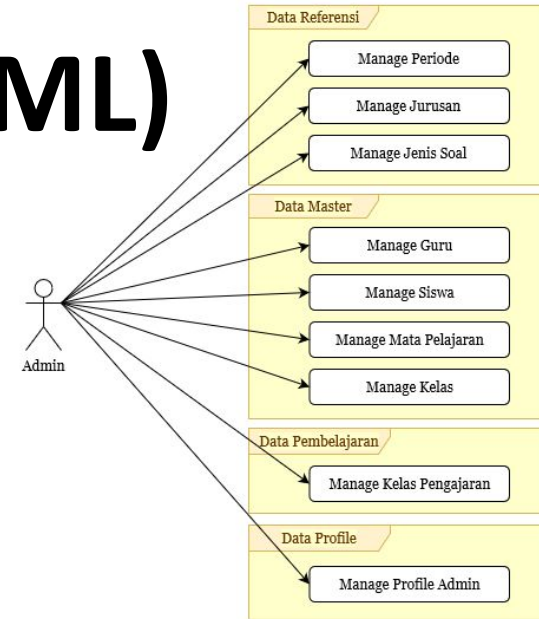 ML)
Data Referensi
Manage Periode
Manage Jurusan
Manage Jenis Soal
Data Master
Manage Guru
Manage Siswa
Manage Mata Pelajaran
Manage Kelas
Admin
Data Pembelajaran
Manage Kelas Pengajaran
Data Profile
Manage Profile Admin